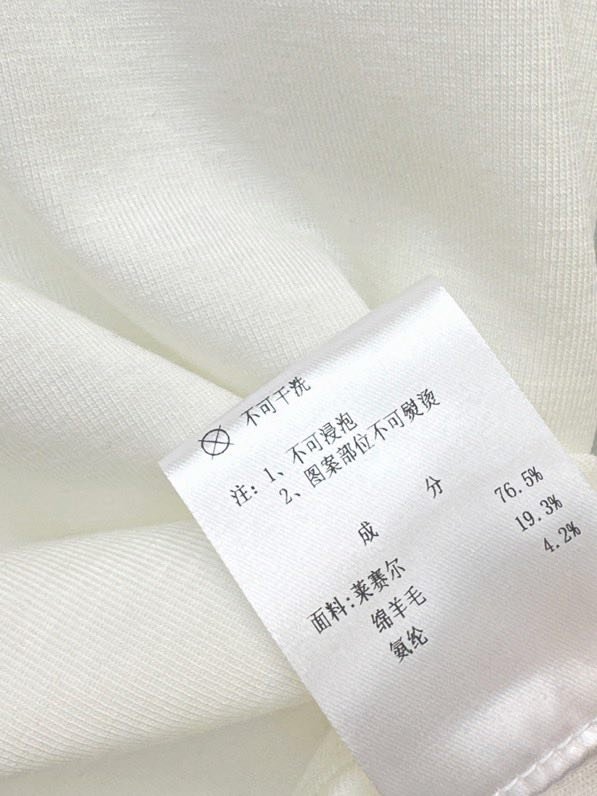 不可干洗
注：1、不可浸泡
2、图案部位不可熨烫
成 分
面料：莱赛尔 76.5%
绵羊毛 19.3%
氨纶 4.2%